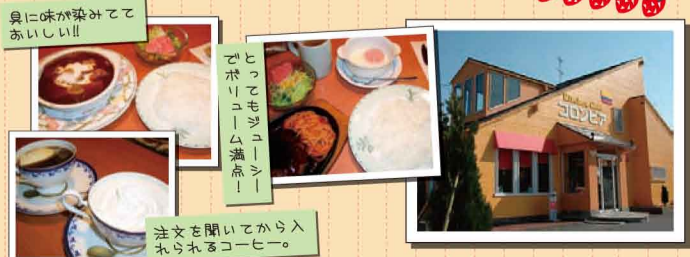 具に味が染みてて
おいしい!!
とってもジューシー
でボリューム満点！
注文を聞いてから入
れられるコーヒー。
コロンビア